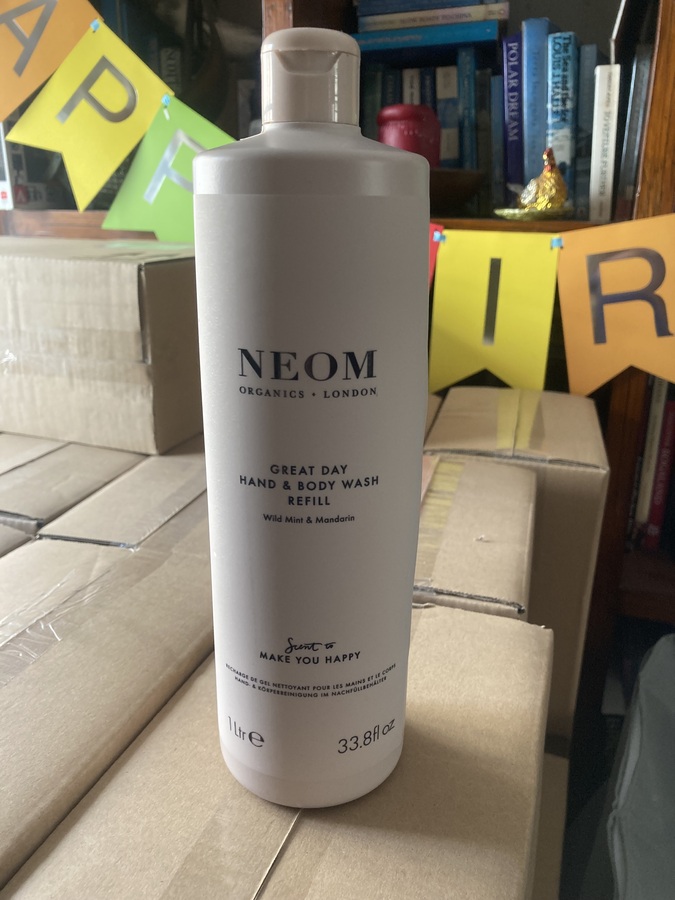 A
P
P
POLAR DREAM
I
R
NEOM
ORGANICS • LONDON
GREAT DAY
HAND & BODY WASH
REFILL
Wild Mint & Mandarin
Scent to
MAKE YOU HAPPY
RECHARGE DE GEL NETTOYANT POUR LES MAINS ET LE CORPS
HAND- & KÖRPERREINIGUNG IM NACHFÜLLBEHÄLTER
1 Ltr e
33.8fl oz